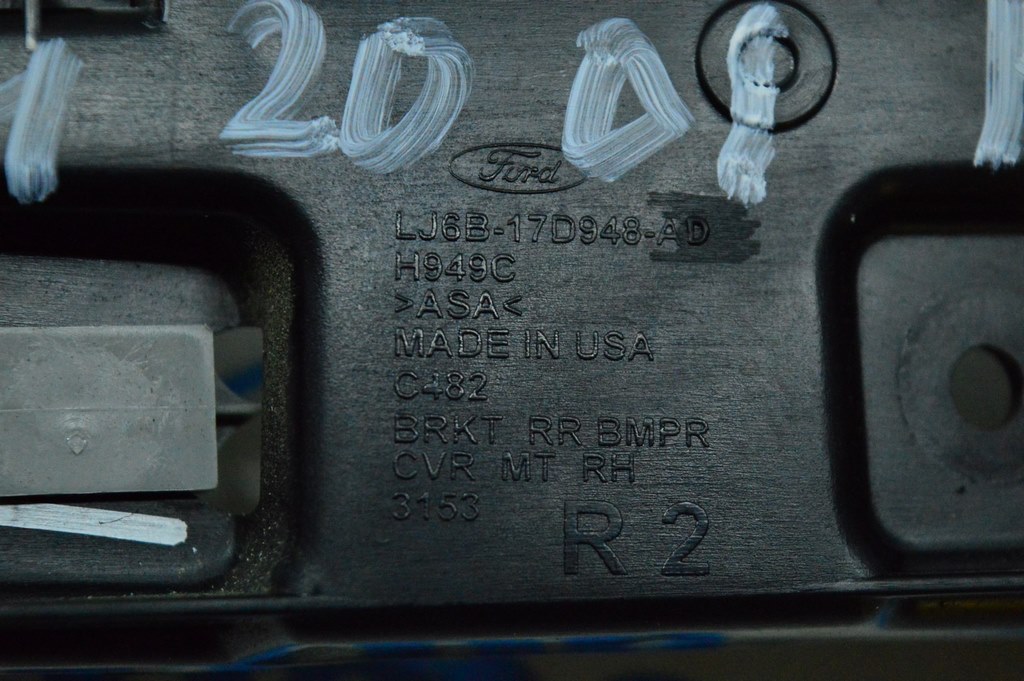 20
Ford
LJ6B-17D948-AD
H949C
>ASA<
MADE IN USA
C482
BRKT RR BMPR
CVR MT RH
3153
R 2